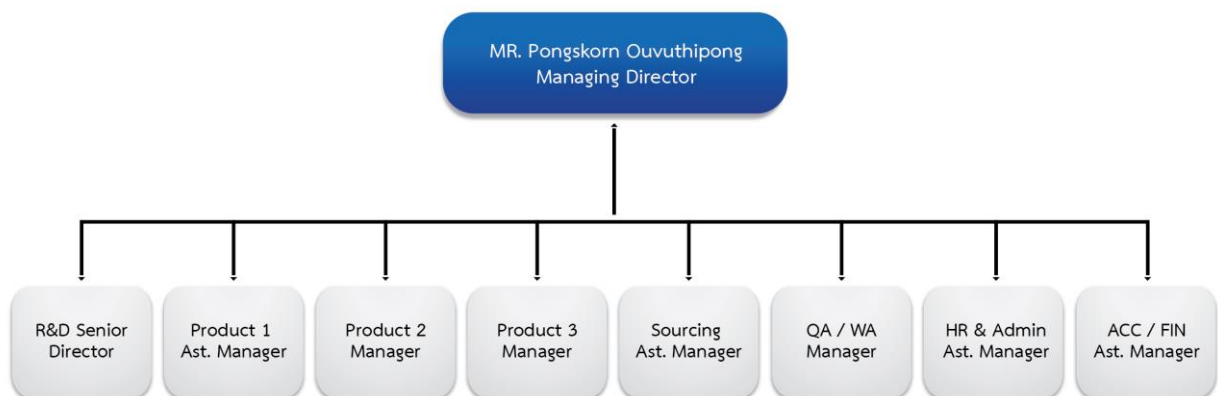 MR. Pongskorn Ouvuthipong
Managing Director
R&D Senior
Director
Product 1
Ast. Manager
Product 2
Manager
Product 3
Manager
Sourcing
Ast. Manager
QA / WA
Manager
HR & Admin
Ast. Manager
ACC / FIN
Ast. Manager